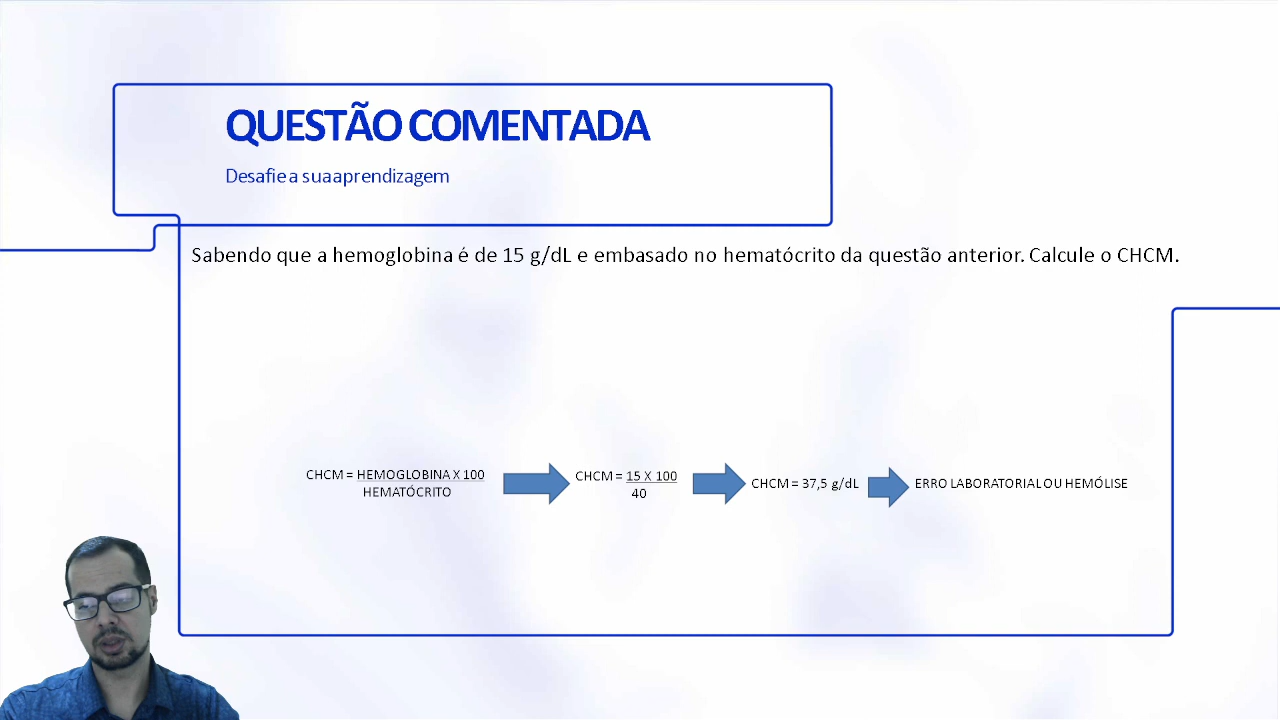 QUESTÃO COMENTADA
Desafie a sua aprendizagem
Sabendo que a hemoglobina é de 15 g/dL e embasado no hematócrito da questão anterior. Calcule o CHCM.
CHCM = HEMOGLOBINA X 100
HEMATÓCRITO
CHCM = 15 X 100
40
CHCM = 37,5 g/dL
ERRO LABORATORIAL OU HEMÓLISE